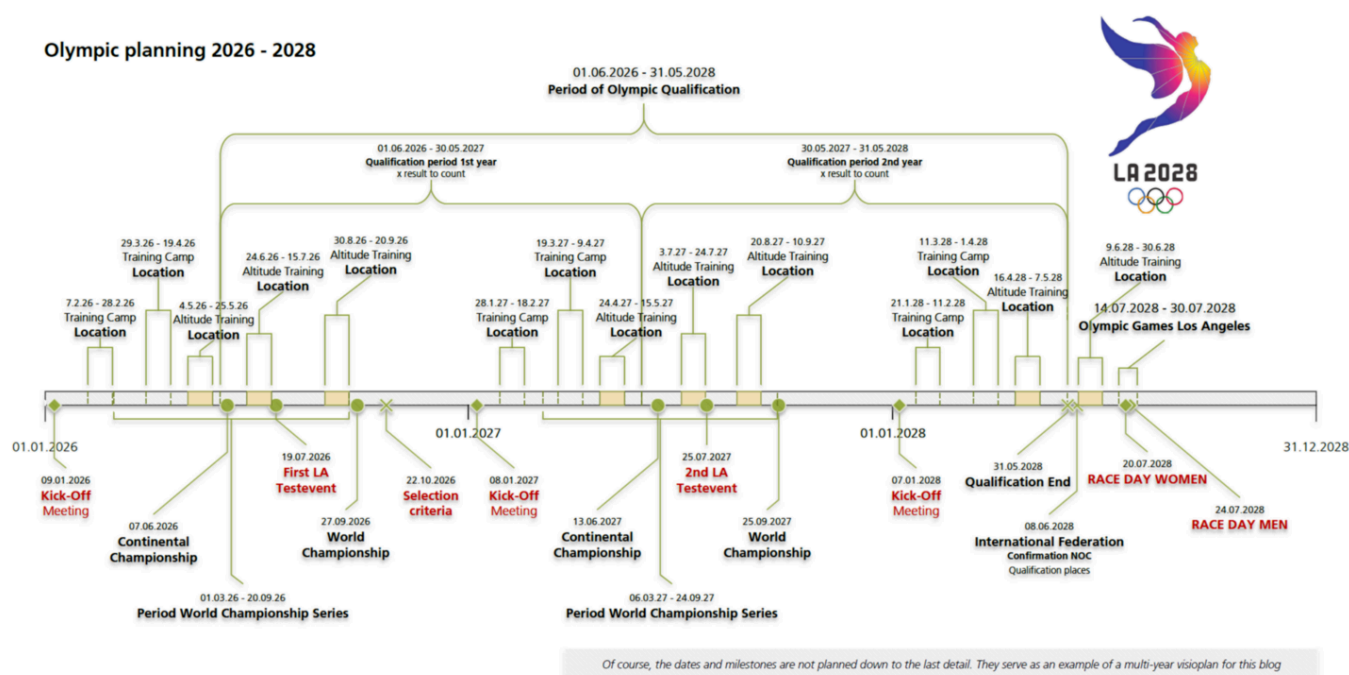 Olympic planning 2026 - 2028
LA 2028
01.06.2026 - 31.05.2028
Period of Olympic Qualification
01.06.2026 - 30.05.2027
Qualification period 1st year
x result to count
30.05.2027 - 31.05.2028
Qualification period 2nd year
x result to count
7.2.26 - 28.2.26
Training Camp
Location
29.3.26 - 19.4.26
Training Camp
Location
4.5.26 - 25.5.26
Altitude Training
Location
24.6.26 - 15.7.26
Altitude Training
Location
30.8.26 - 20.9.26
Altitude Training
Location
28.1.27 - 18.2.27
Training Camp
Location
19.3.27 - 9.4.27
Training Camp
Location
24.4.27 - 15.5.27
Altitude Training
Location
3.7.27 - 24.7.27
Altitude Training
Location
20.8.27 - 10.9.27
Altitude Training
Location
21.1.28 - 11.2.28
Training Camp
Location
11.3.28 - 1.4.28
Training Camp
Location
16.4.28 - 7.5.28
Altitude Training
Location
9.6.28 - 30.6.28
Altitude Training
Location
14.07.2028 - 30.07.2028
Olympic Games Los Angeles
01.01.2026
01.01.2027
01.01.2028
31.12.2028
09.01.2026
Kick-Off
Meeting
07.06.2026
Continental
Championship
01.03.26 - 20.09.26
Period World Championship Series
19.07.2026
First LA
Testevent
27.09.2026
World
Championship
22.10.2026
Selection
criteria
08.01.2027
Kick-Off
Meeting
13.06.2027
Continental
Championship
06.03.27 - 24.09.27
Period World Championship Series
25.07.2027
2nd LA
Testevent
25.09.2027
World
Championship
07.01.2028
Kick-Off
Meeting
31.05.2028
Qualification End
08.06.2028
International Federation
Confirmation NOC
Qualification places
20.07.2028
RACE DAY WOMEN
24.07.2028
RACE DAY MEN
Of course, the dates and milestones are not planned down to the last detail. They serve as an example of a multi-year visioplan for this blog